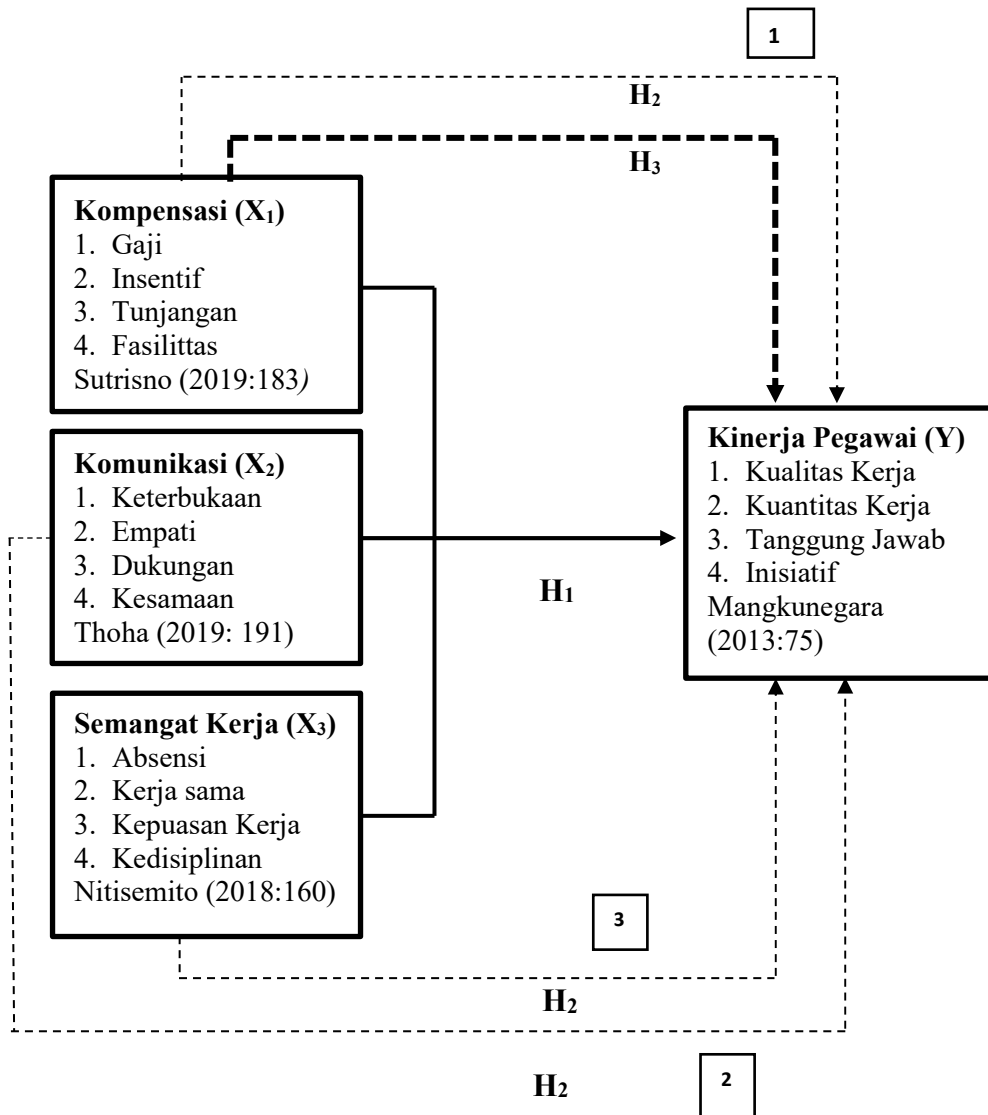 1
H₂
H₃
Kompensasi (X₁)
1. Gaji
2. Insentif
3. Tunjangan
4. Fasilittas
Sutrisno (2019:183)
Komunikasi (X₂)
1. Keterbukaan
2. Empati
3. Dukungan
4. Kesamaan
Thoha (2019: 191)
Semangat Kerja (X₃)
1. Absensi
2. Kerja sama
3. Kepuasan Kerja
4. Kedisiplinan
Nitisemito (2018:160)
H₁
Kinerja Pegawai (Y)
1. Kualitas Kerja
2. Kuantitas Kerja
3. Tanggung Jawab
4. Inisiatif
Mangkunegara
(2013:75)
3
H₂
H₂
2